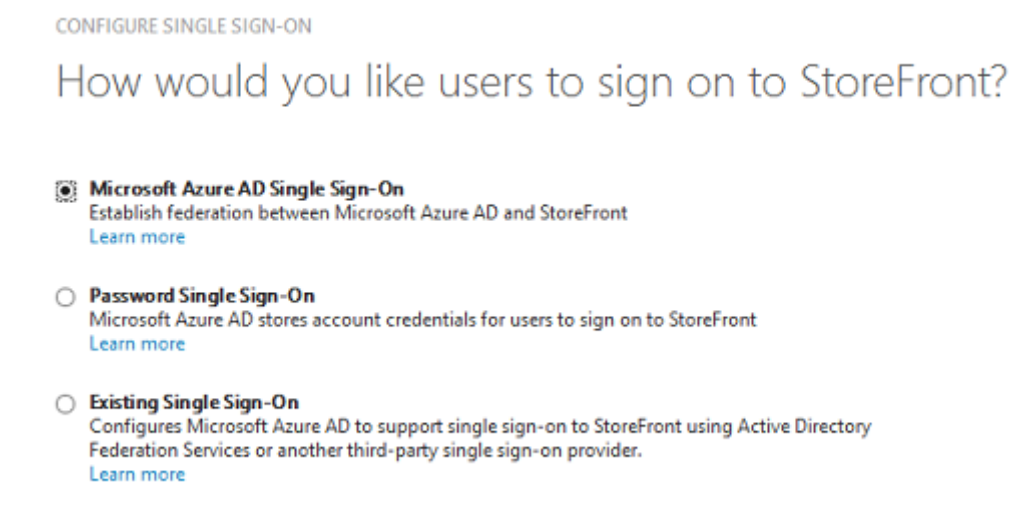 CONFIGURE SINGLE SIGN-ON
How would you like users to sign on to StoreFront?
Microsoft Azure AD Single Sign-On
Establish federation between Microsoft Azure AD and StoreFront
Learn more
Password Single Sign-On
Microsoft Azure AD stores account credentials for users to sign on to StoreFront
Learn more
Existing Single Sign-On
Configures Microsoft Azure AD to support single sign-on to StoreFront using Active Directory
Federation Services or another third-party single sign-on provider.
Learn more